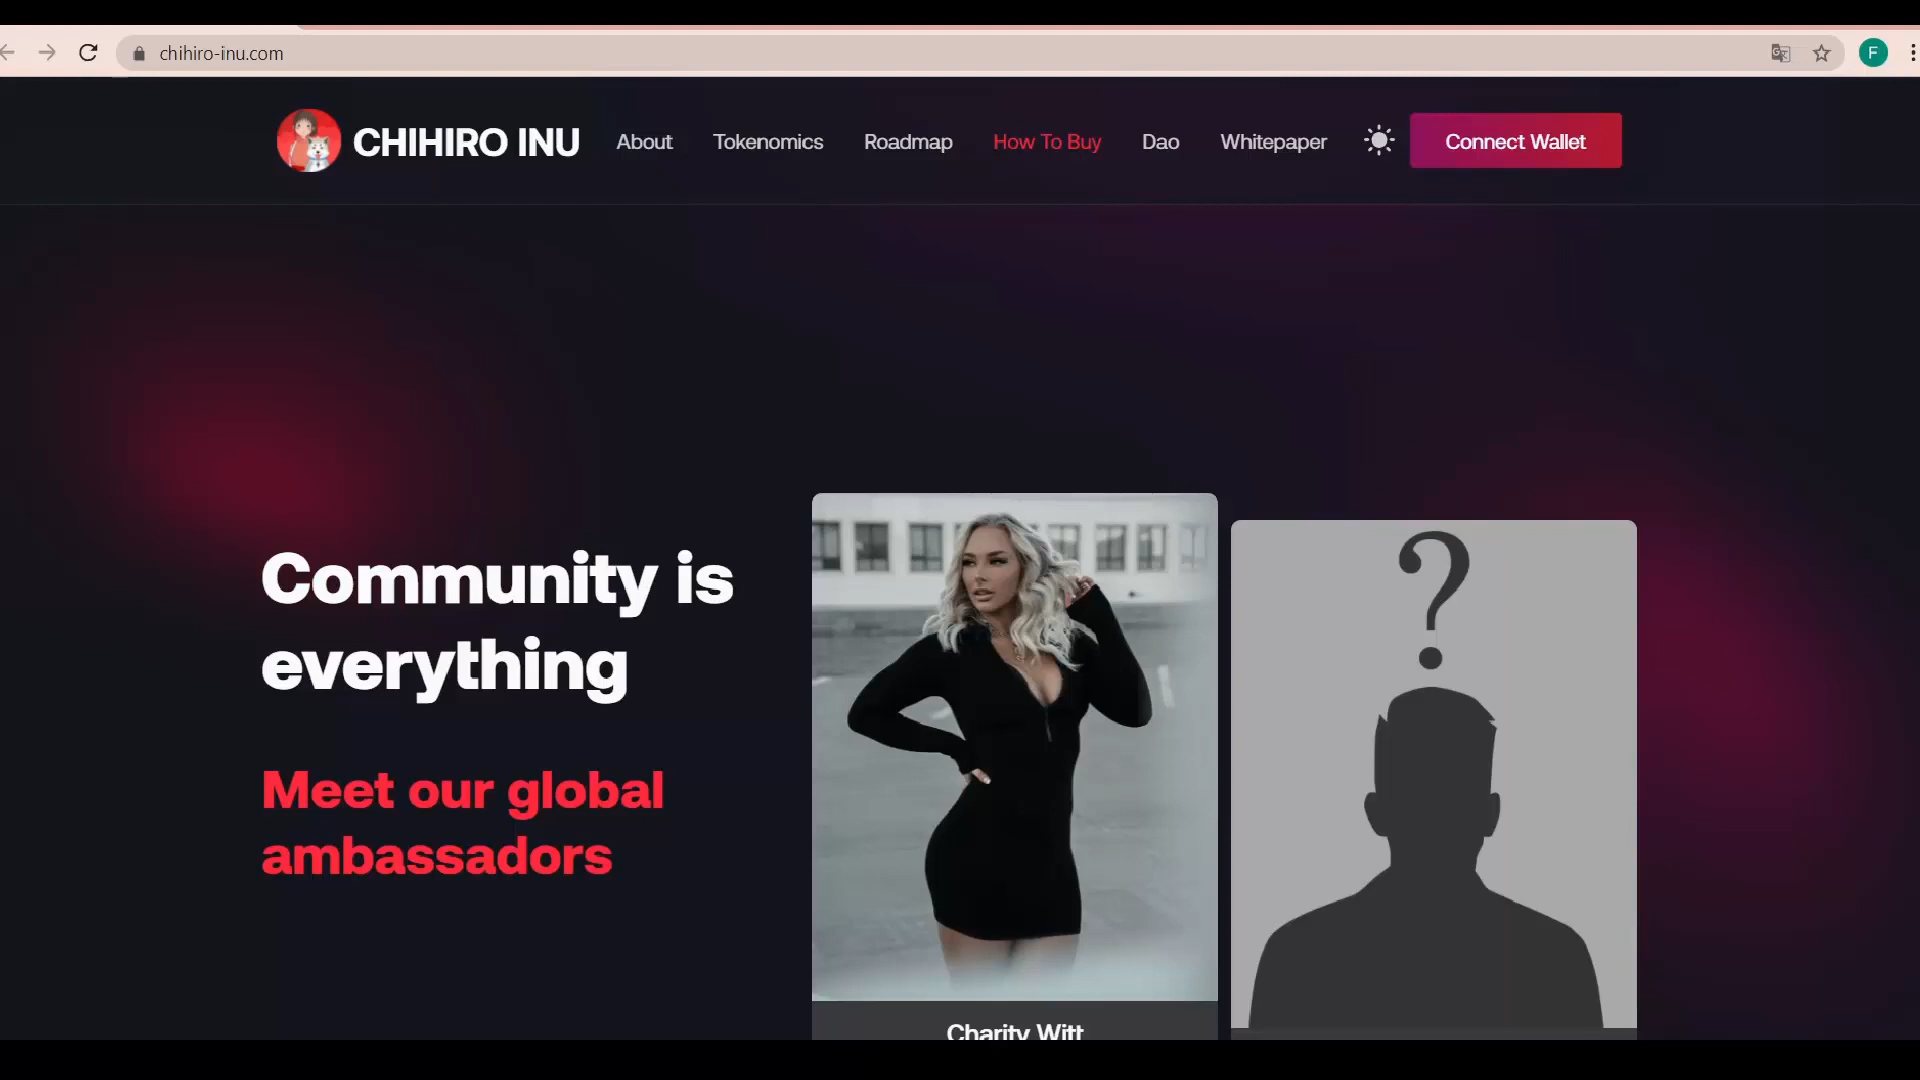 chihiro-inu.com
F
CHIHIRO INU
About
Tokenomics
Roadmap
How To Buy
Dao
Whitepaper
Connect Wallet
Community is
everything
Meet our global
ambassadors
?
Charity Witt